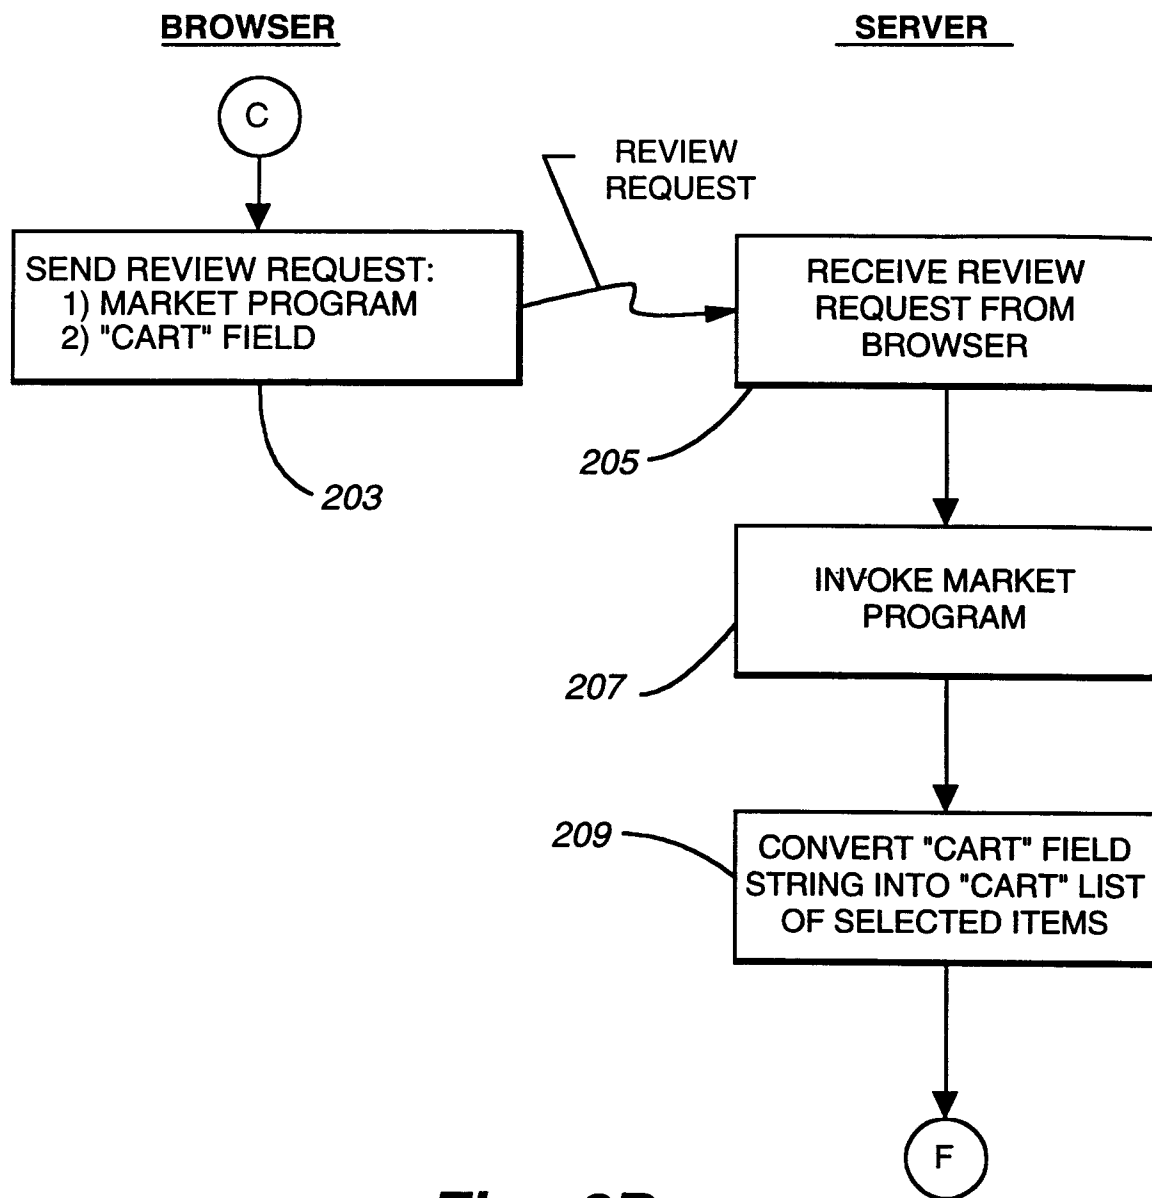 BROWSER
SERVER
C
REVIEW
REQUEST
SEND REVIEW REQUEST:
1) MARKET PROGRAM
2) "CART" FIELD
RECEIVE REVIEW
REQUEST FROM
BROWSER
205
203
INVOKE MARKET
PROGRAM
207
209
CONVERT "CART" FIELD
STRING INTO "CART" LIST
OF SELECTED ITEMS
F